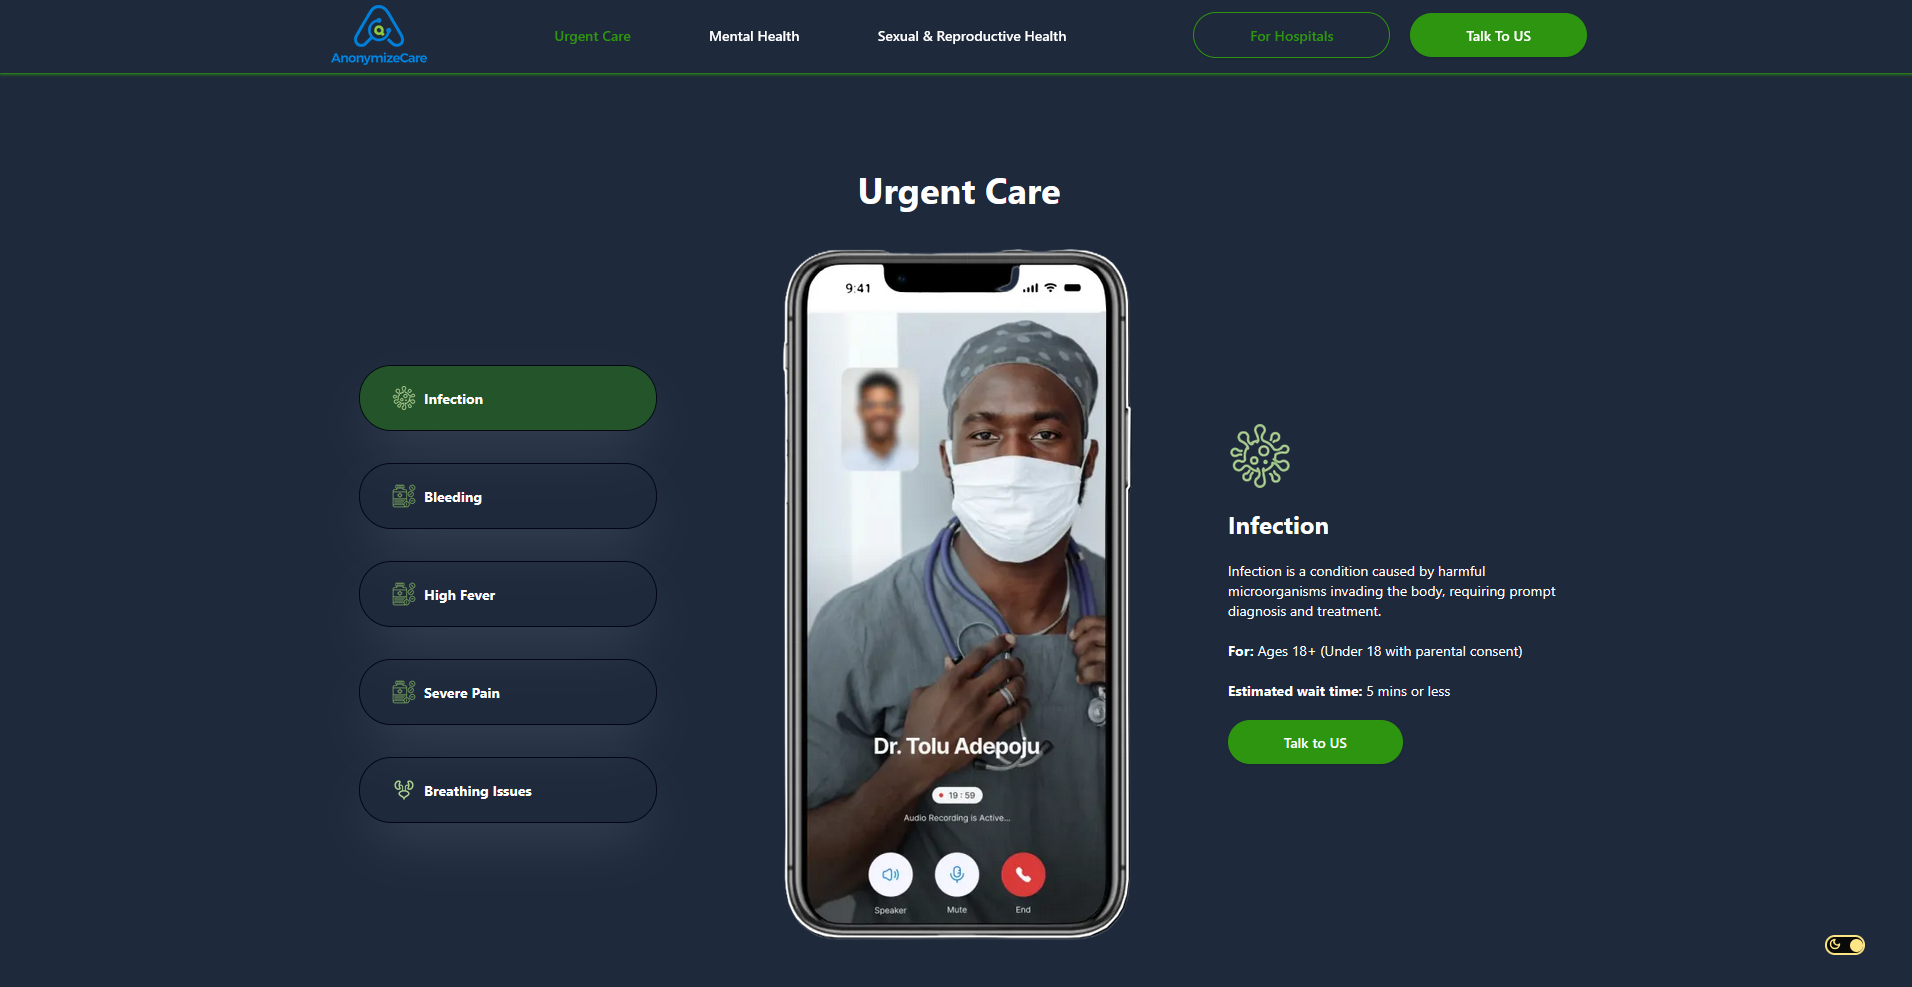 AnonymizeCare
Urgent Care
Mental Health
Sexual & Reproductive Health
For Hospitals
Talk To US
Urgent Care
Infection
Bleeding
High Fever
Severe Pain
Breathing Issues
9:41
Dr. Tolu Adepoju
19:59
Audio Recording is Active...
Speaker
Mute
End
Infection
Infection is a condition caused by harmful
microorganisms invading the body, requiring prompt
diagnosis and treatment.
For: Ages 18+ (Under 18 with parental consent)
Estimated wait time: 5 mins or less
Talk to US